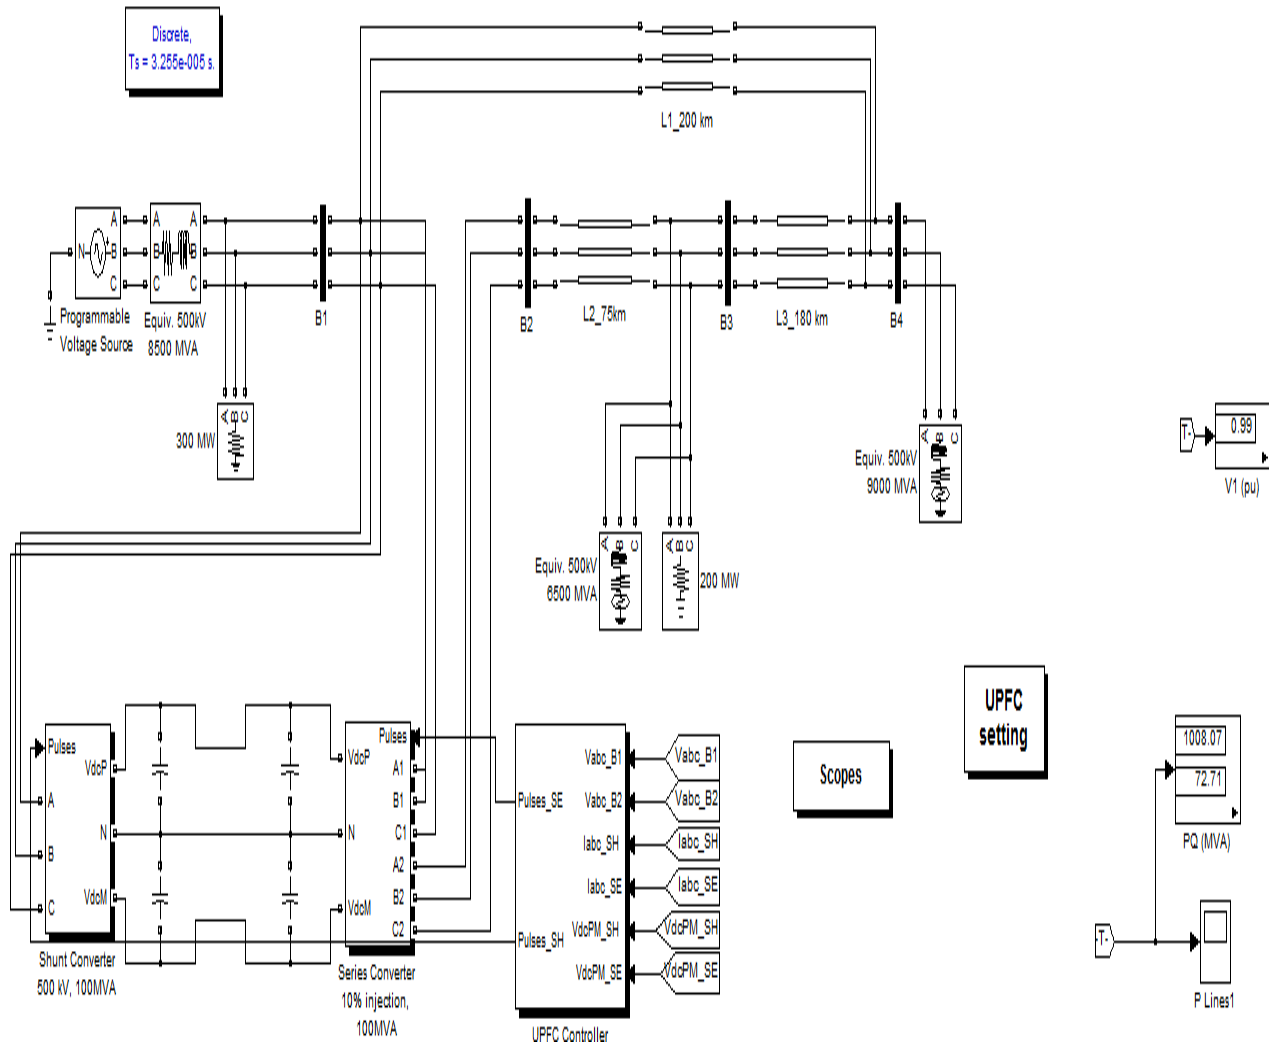 Discrete,
Ts = 3.255e-005 s.
L1_200 km
A
B
C
N
A
B
C
A
B
C
Programmable
Voltage Source
Equiv. 500kV
8500 MVA
B1
B2
L2_75km
B3
L3_180 km
B4
A
B
C
300 MW
A
B
C
Equiv. 500kV
6500 MVA
A
B
C
200 MW
A
B
C
Equiv. 500kV
9000 MVA
T-
0.99
V1 (pu)
Pulses
VdcP
A
N
B
VdcM
C
Shunt Converter
500 kV, 100MVA
Pulses
VdcP
A1
B1
N
C1
A2
B2
VdcM
C2
Series Converter
10% injection,
100MVA
Pulses_SE
Pulses_SH
Vabc_B1
Vabc_B2
Iabc_SH
Iabc_SE
VdcPM_SH
VdcPM_SE
UPFC Controller
Vabc_B1
Vabc_B2
Iabc_SH
Iabc_SE
VdcPM_SH
VdcPM_SE
Scopes
UPFC
setting
1008.07
72.71
PQ (MVA)
-T-
P Lines1